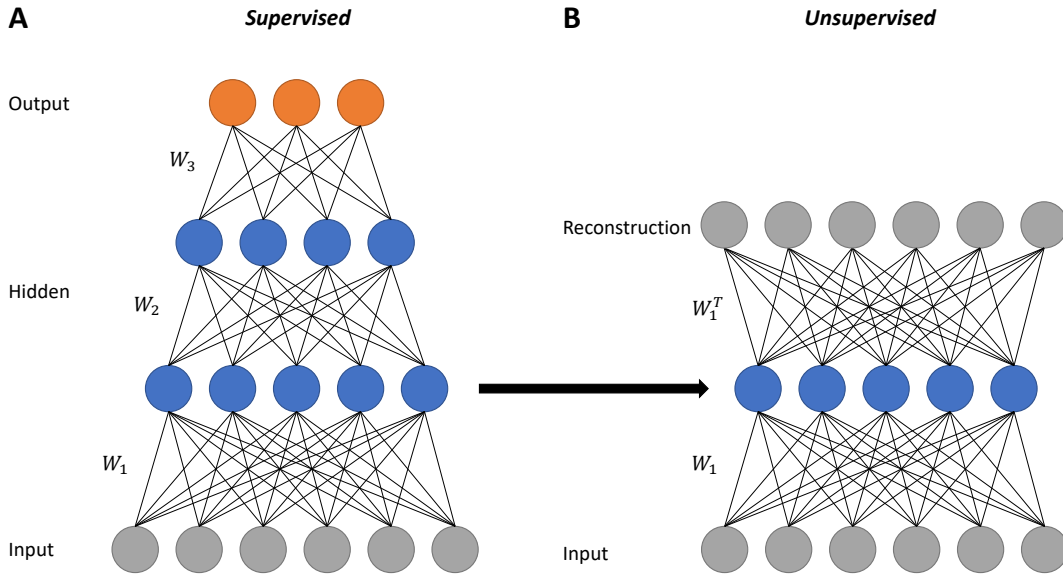 A
Supervised
Output
W₃
Hidden
W₂
W₁
Input
B
Unsupervised
Reconstruction
W₁ᵀ
W₁
Input